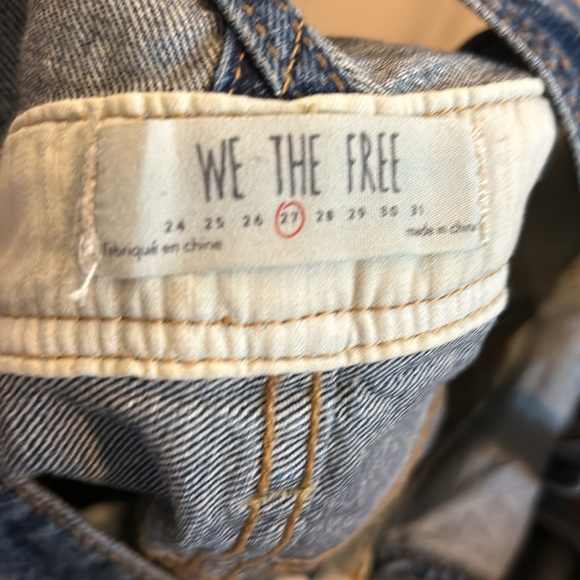 WE THE FREE
24 25 26 27 28 29 30 31
fabriqué en chine made in china